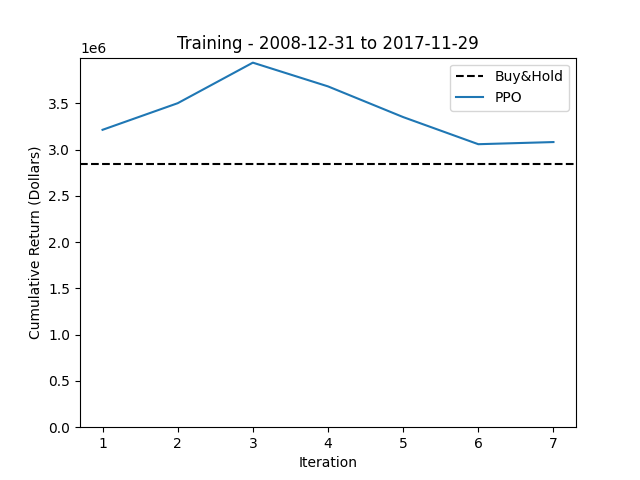 Training - 2008-12-31 to 2017-11-29
1e6
Buy&Hold
PPO
Cumulative Return (Dollars)
3.5
3.0
2.5
2.0
1.5
1.0
0.5
0.0
1 2 3 4 5 6 7
Iteration